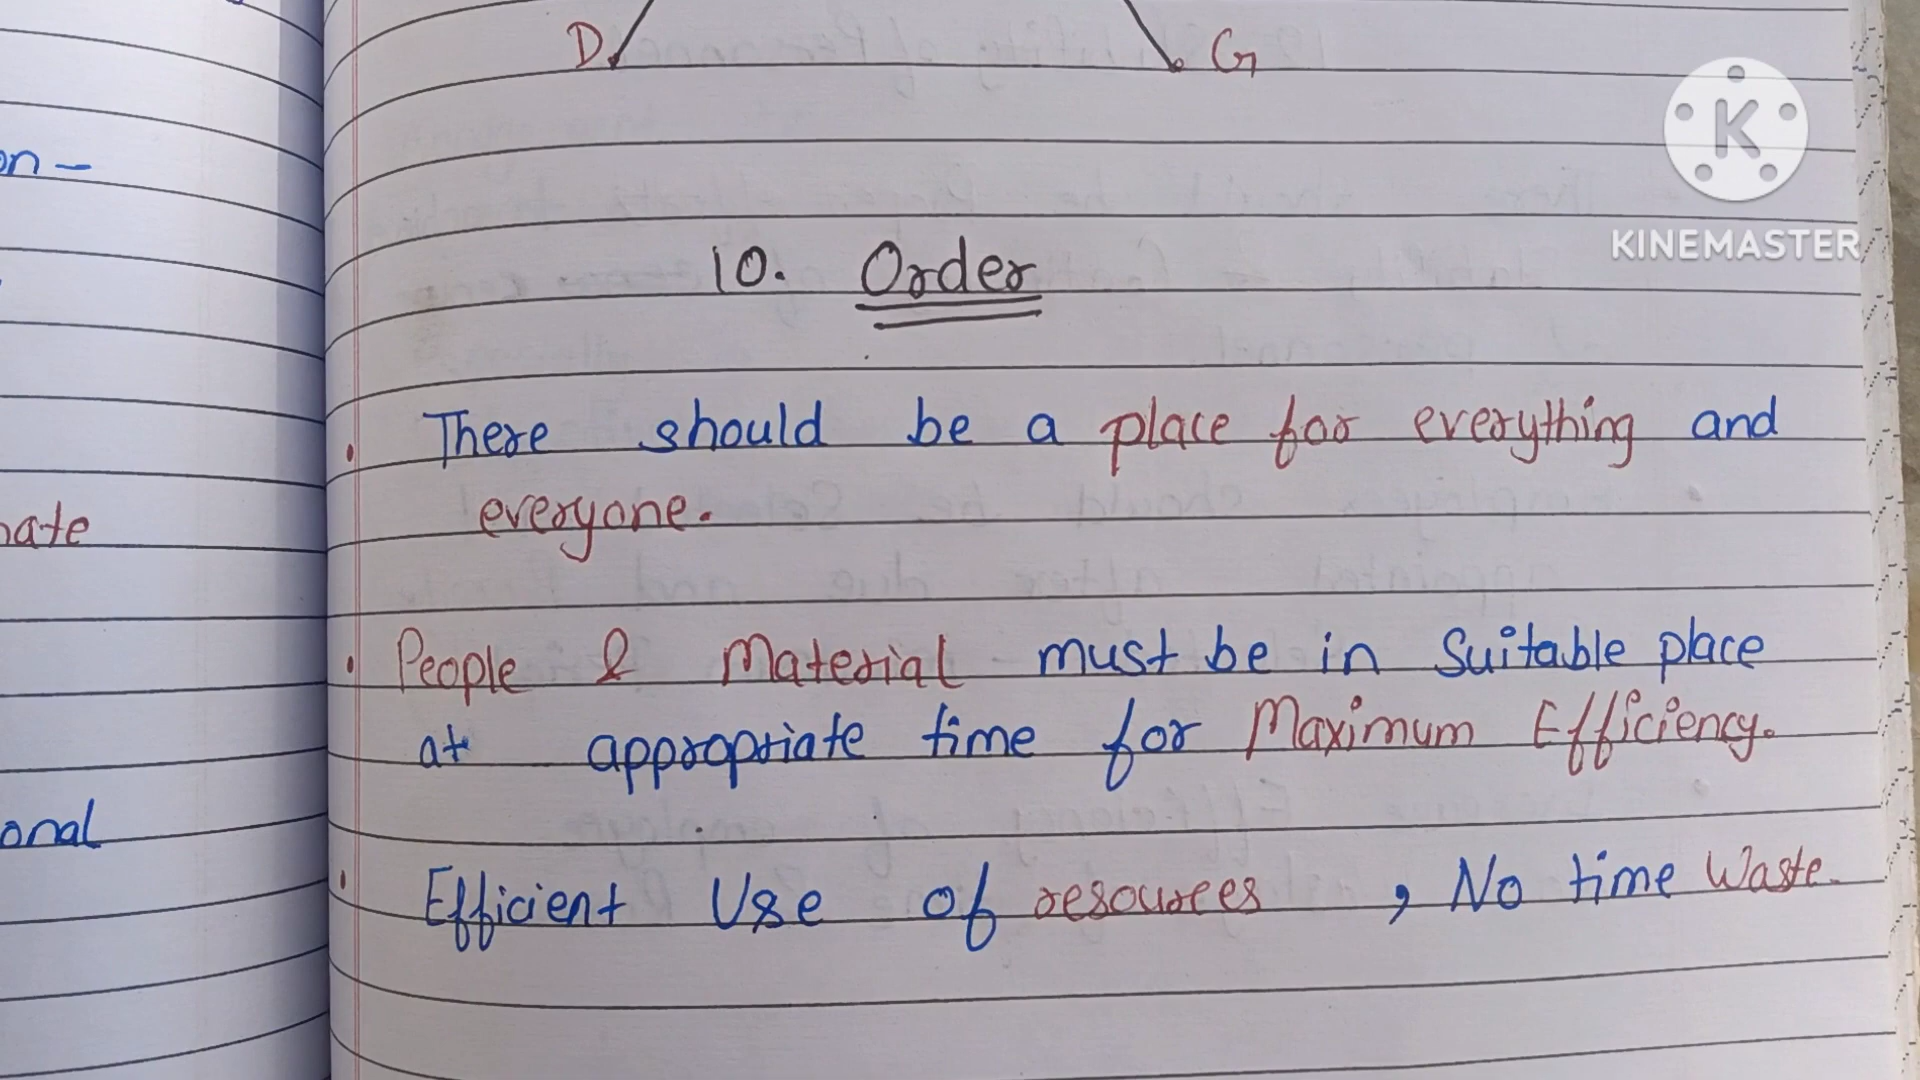 D G
on -
10. Order
There should be a place for everything and
everyone.
nate
People & Material must be in Suitable place
at appropriate time for Maximum Efficiency.
onal
Efficient Use of resources , No time Waste.
KINEMASTER